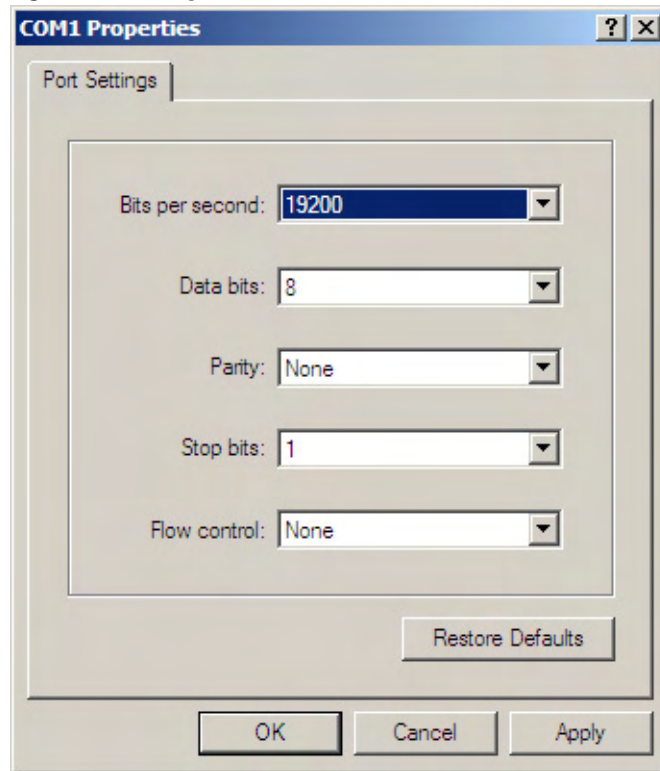 COM1 Properties
Port Settings
Bits per second: 19200
Data bits: 8
Parity: None
Stop bits: 1
Flow control: None
Restore Defaults
OK Cancel Apply